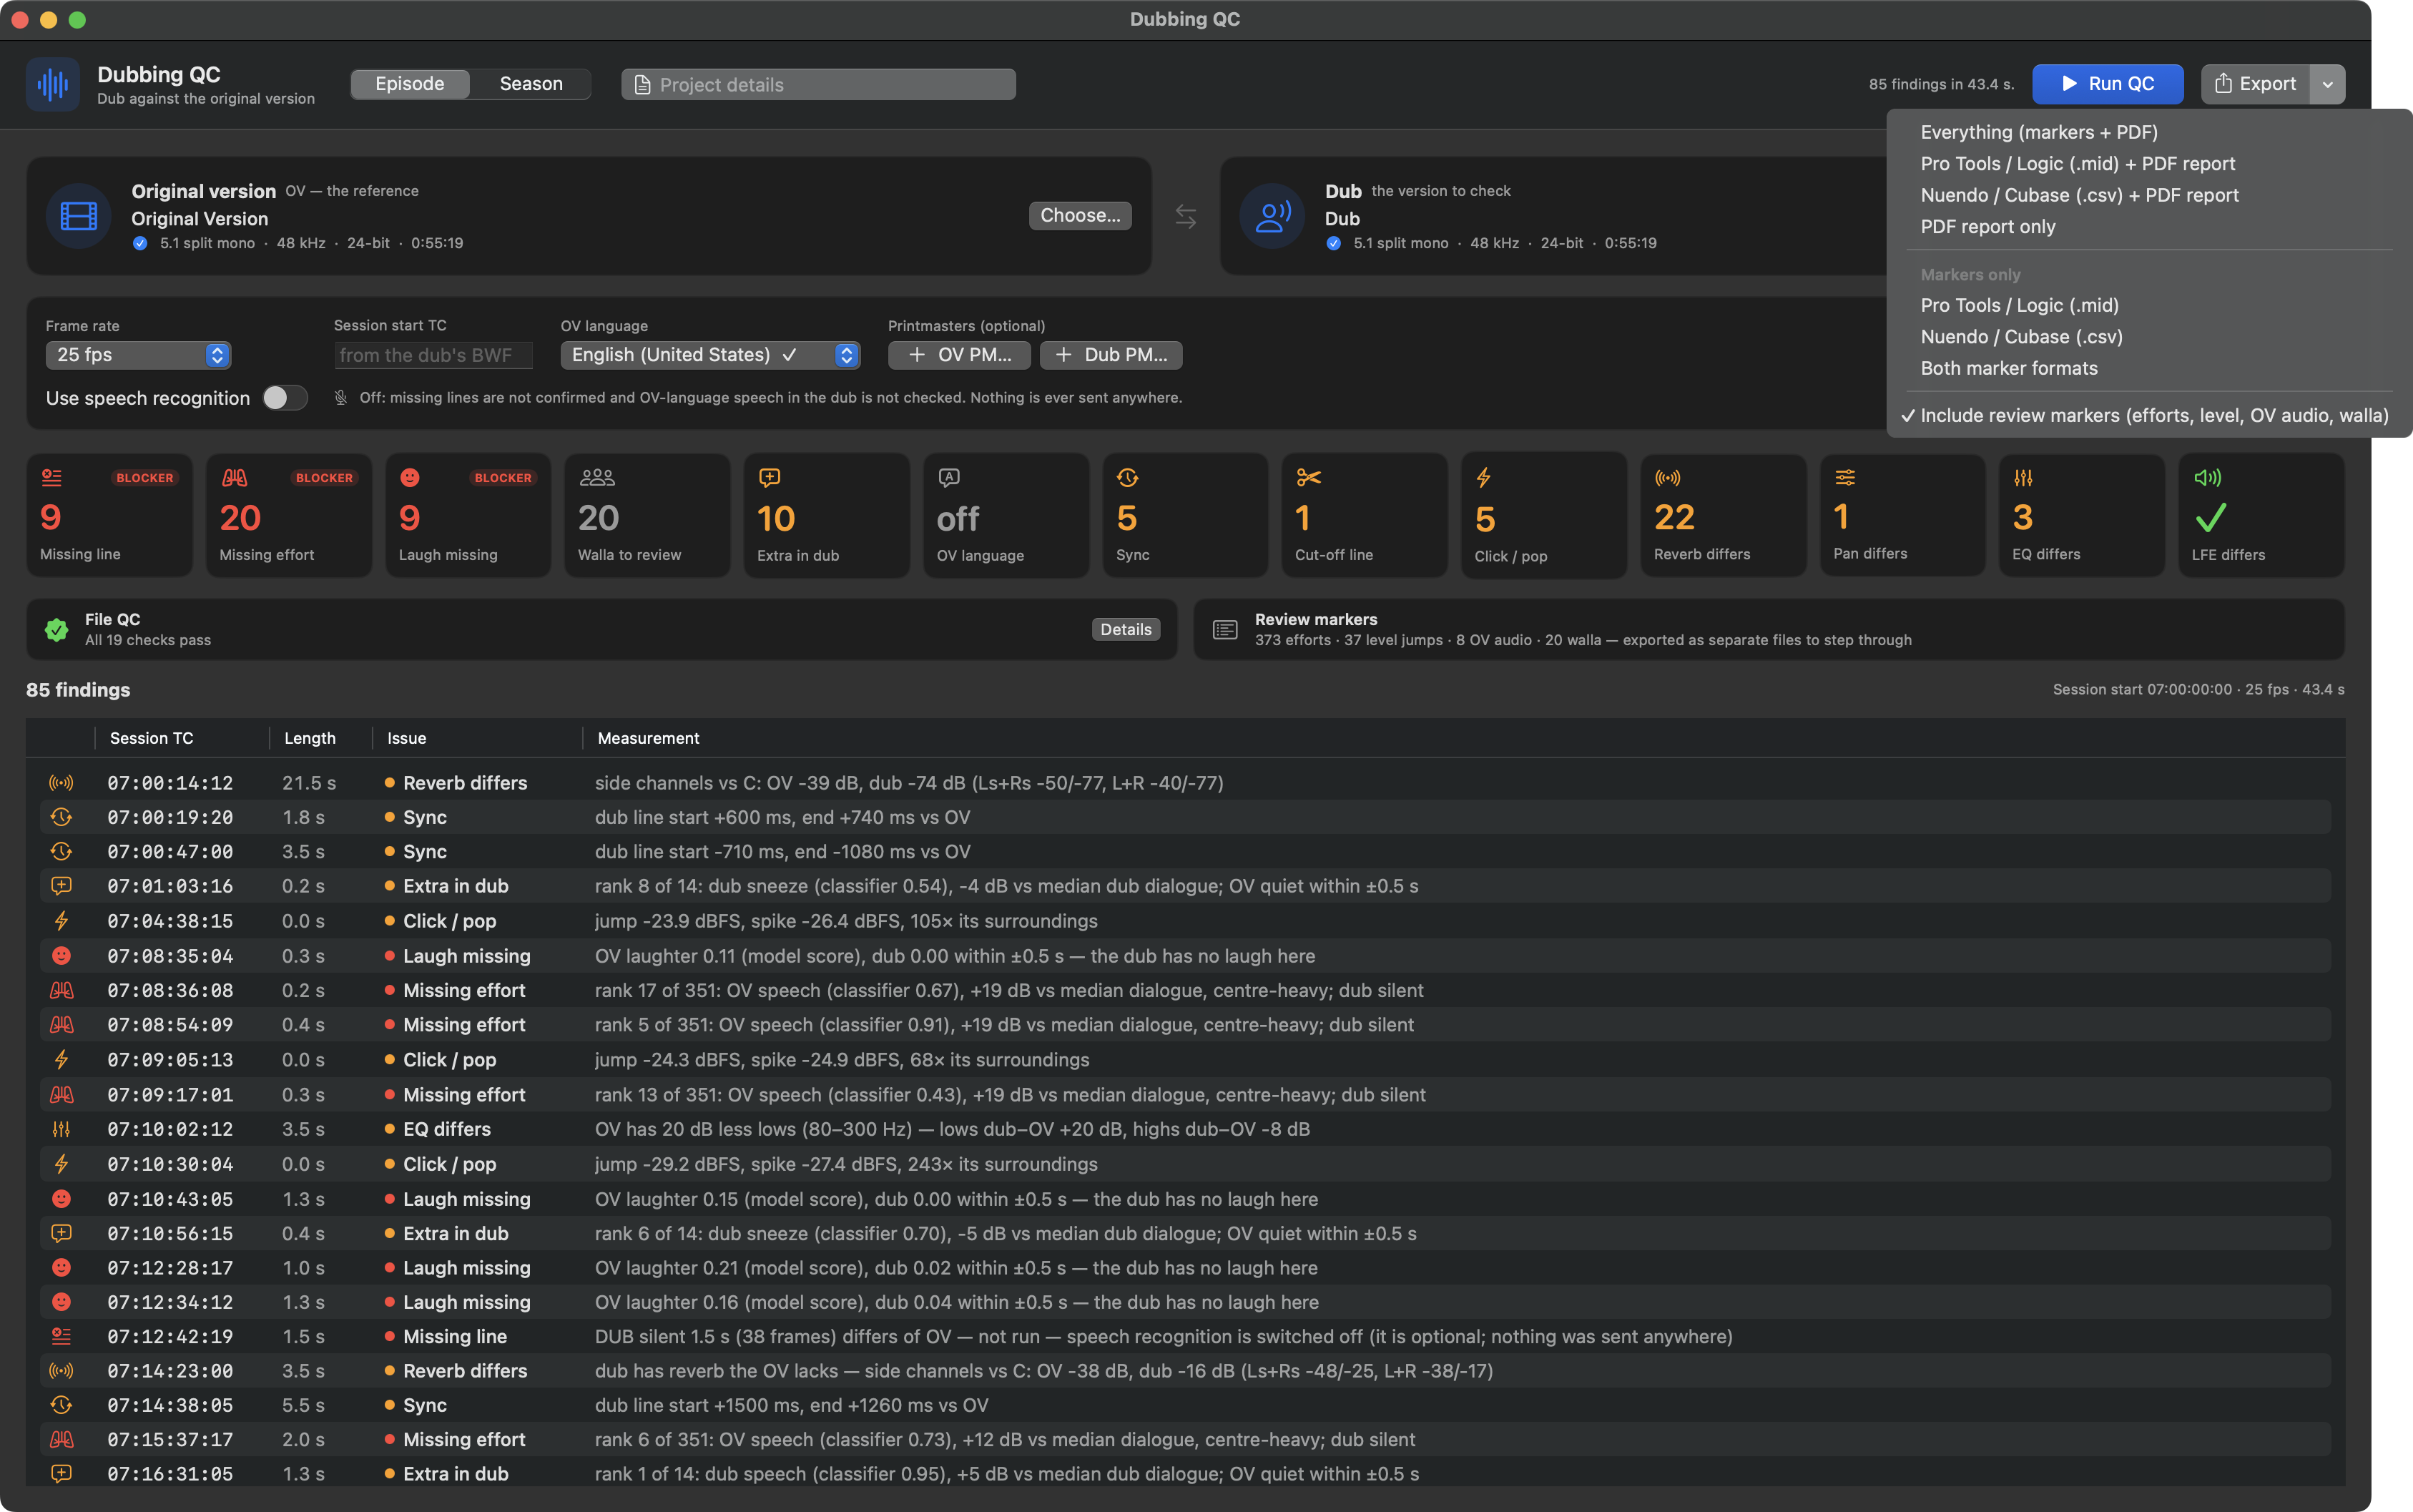 Dubbing QC
Dubbing QC
Dub against the original version
Episode
Season
Project details
85 findings in 43.4 s.
Run QC
Export
Everything (markers + PDF)
Pro Tools / Logic (.mid) + PDF report
Nuendo / Cubase (.csv) + PDF report
PDF report only
Markers only
Pro Tools / Logic (.mid)
Nuendo / Cubase (.csv)
Both marker formats
✓ Include review markers (efforts, level, OV audio, walla)
Original version OV — the reference
Original Version
5.1 split mono · 48 kHz · 24-bit · 0:55:19
Choose...
Dub the version to check
Dub
5.1 split mono · 48 kHz · 24-bit · 0:55:19
Frame rate
25 fps
Session start TC
from the dub's BWF
OV language
English (United States) ✓
Printmasters (optional)
+ OV PM...
+ Dub PM...
Use speech recognition
Off: missing lines are not confirmed and OV-language speech in the dub is not checked. Nothing is ever sent anywhere.
BLOCKER
9
Missing line
BLOCKER
20
Missing effort
BLOCKER
9
Laugh missing
20
Walla to review
10
Extra in dub
A
off
OV language
5
Sync
1
Cut-off line
5
Click / pop
22
Reverb differs
1
Pan differs
3
EQ differs
✓
LFE differs
File QC
All 19 checks pass
Details
Review markers
373 efforts · 37 level jumps · 8 OV audio · 20 walla — exported as separate files to step through
85 findings
Session start 07:00:00:00 · 25 fps · 43.4 s
Session TC Length Issue Measurement
07:00:14:12 21.5 s Reverb differs side channels vs C: OV -39 dB, dub -74 dB (Ls+Rs -50/-77, L+R -40/-77)
07:00:19:20 1.8 s Sync dub line start +600 ms, end +740 ms vs OV
07:00:47:00 3.5 s Sync dub line start -710 ms, end -1080 ms vs OV
07:01:03:16 0.2 s Extra in dub rank 8 of 14: dub sneeze (classifier 0.54), -4 dB vs median dub dialogue; OV quiet within ±0.5 s
07:04:38:15 0.0 s Click / pop jump -23.9 dBFS, spike -26.4 dBFS, 105× its surroundings
07:08:35:04 0.3 s Laugh missing OV laughter 0.11 (model score), dub 0.00 within ±0.5 s — the dub has no laugh here
07:08:36:08 0.2 s Missing effort rank 17 of 351: OV speech (classifier 0.67), +19 dB vs median dialogue, centre-heavy; dub silent
07:08:54:09 0.4 s Missing effort rank 5 of 351: OV speech (classifier 0.91), +19 dB vs median dialogue, centre-heavy; dub silent
07:09:05:13 0.0 s Click / pop jump -24.3 dBFS, spike -24.9 dBFS, 68× its surroundings
07:09:17:01 0.3 s Missing effort rank 13 of 351: OV speech (classifier 0.43), +19 dB vs median dialogue, centre-heavy; dub silent
07:10:02:12 3.5 s EQ differs OV has 20 dB less lows (80–300 Hz) — lows dub–OV +20 dB, highs dub–OV -8 dB
07:10:30:04 0.0 s Click / pop jump -29.2 dBFS, spike -27.4 dBFS, 243× its surroundings
07:10:43:05 1.3 s Laugh missing OV laughter 0.15 (model score), dub 0.00 within ±0.5 s — the dub has no laugh here
07:10:56:15 0.4 s Extra in dub rank 6 of 14: dub sneeze (classifier 0.70), -5 dB vs median dub dialogue; OV quiet within ±0.5 s
07:12:28:17 1.0 s Laugh missing OV laughter 0.21 (model score), dub 0.02 within ±0.5 s — the dub has no laugh here
07:12:34:12 1.3 s Laugh missing OV laughter 0.16 (model score), dub 0.04 within ±0.5 s — the dub has no laugh here
07:12:42:19 1.5 s Missing line DUB silent 1.5 s (38 frames) differs of OV — not run — speech recognition is switched off (it is optional; nothing was sent anywhere)
07:14:23:00 3.5 s Reverb differs dub has reverb the OV lacks — side channels vs C: OV -38 dB, dub -16 dB (Ls+Rs -48/-25, L+R -38/-17)
07:14:38:05 5.5 s Sync dub line start +1500 ms, end +1260 ms vs OV
07:15:37:17 2.0 s Missing effort rank 6 of 351: OV speech (classifier 0.73), +12 dB vs median dialogue, centre-heavy; dub silent
07:16:31:05 1.3 s Extra in dub rank 1 of 14: dub speech (classifier 0.95), +5 dB vs median dub dialogue; OV quiet within ±0.5 s